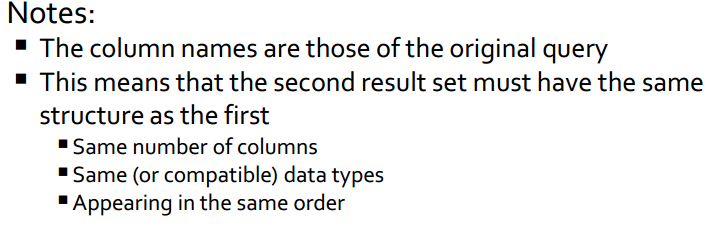 Notes:
▪ The column names are those of the original query
▪ This means that the second result set must have the same
structure as the first
▪ Same number of columns
▪ Same (or compatible) data types
▪ Appearing in the same order